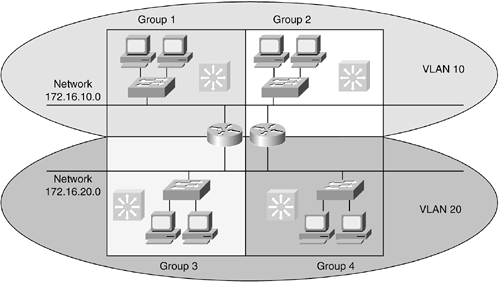 Group 1
Group 2
Network
172.16.10.0
VLAN 10
Network
172.16.20.0
VLAN 20
Group 3
Group 4